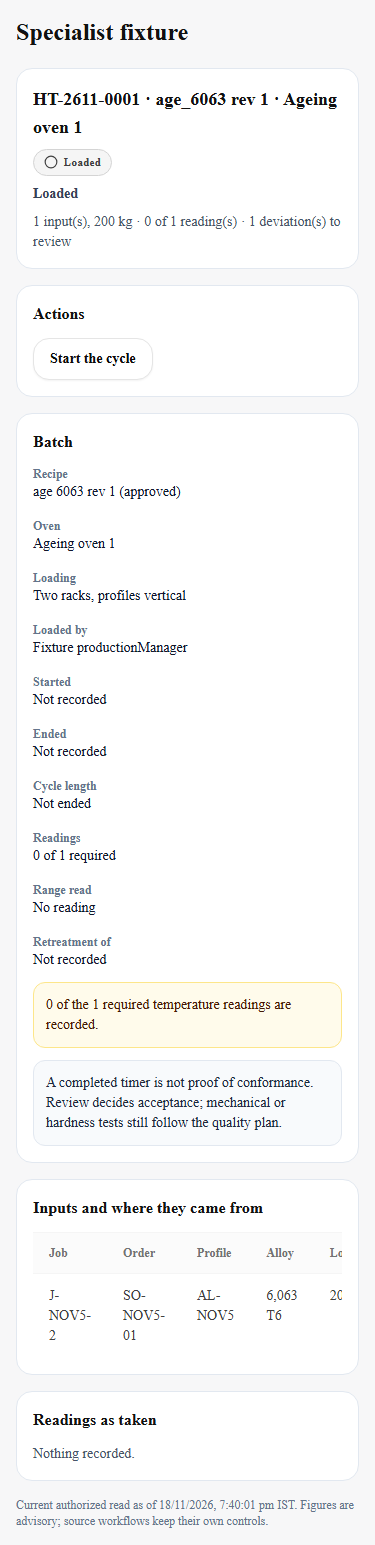 Specialist fixture
HT-2611-0001 · age_6063 rev 1 · Ageing
oven 1
Loaded
Loaded
1 input(s), 200 kg · 0 of 1 reading(s) · 1 deviation(s) to
review
Actions
Start the cycle
Batch
Recipe
age 6063 rev 1 (approved)
Oven
Ageing oven 1
Loading
Two racks, profiles vertical
Loaded by
Fixture productionManager
Started
Not recorded
Ended
Not recorded
Cycle length
Not ended
Readings
0 of 1 required
Range read
No reading
Retreatment of
Not recorded
0 of the 1 required temperature readings are
recorded.
A completed timer is not proof of conformance.
Review decides acceptance; mechanical or
hardness tests still follow the quality plan.
Inputs and where they came from
Job Order Profile Alloy
J- SO- AL- 6,063
NOV5- NOV5- NOV5 T6
2 01
Readings as taken
Nothing recorded.
Current authorized read as of 18/11/2026, 7:40:01 pm IST. Figures are
advisory; source workflows keep their own controls.